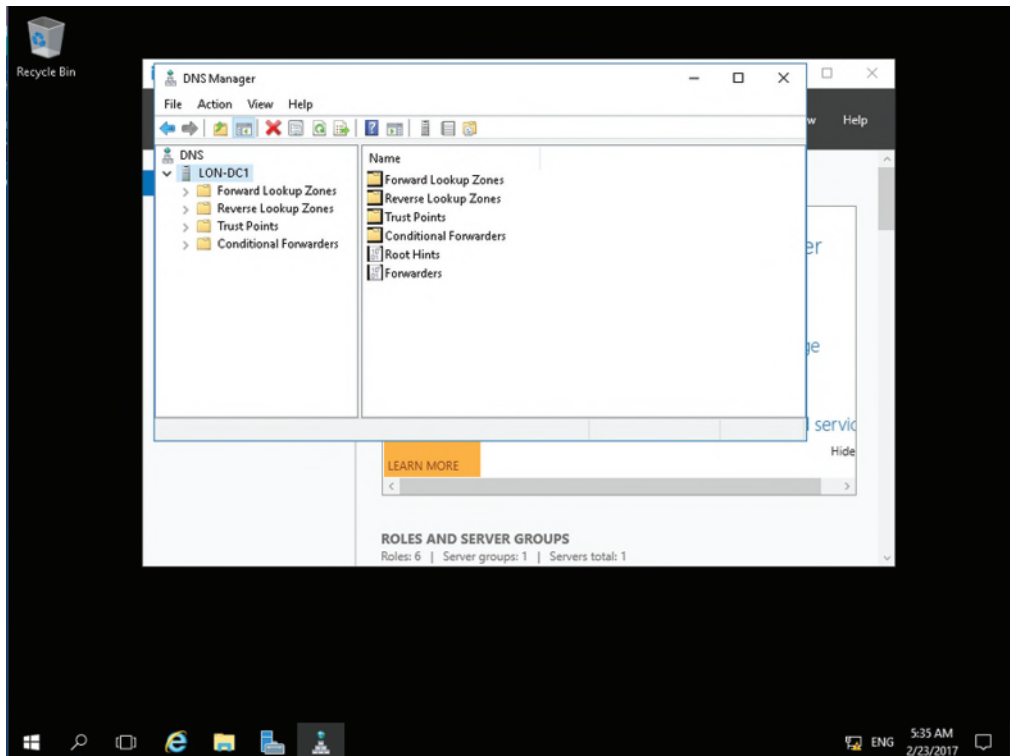 Recycle Bin
DNS Manager
File Action View Help
w Help
DNS
LON-DC1
Forward Lookup Zones
Reverse Lookup Zones
Trust Points
Conditional Forwarders
Name
Forward Lookup Zones
Reverse Lookup Zones
Trust Points
Conditional Forwarders
Root Hints
Forwarders
er
ge
servic
Hide
LEARN MORE
ROLES AND SERVER GROUPS
Roles: 6 | Server groups: 1 | Servers total: 1
ENG
5:35 AM
2/23/2017